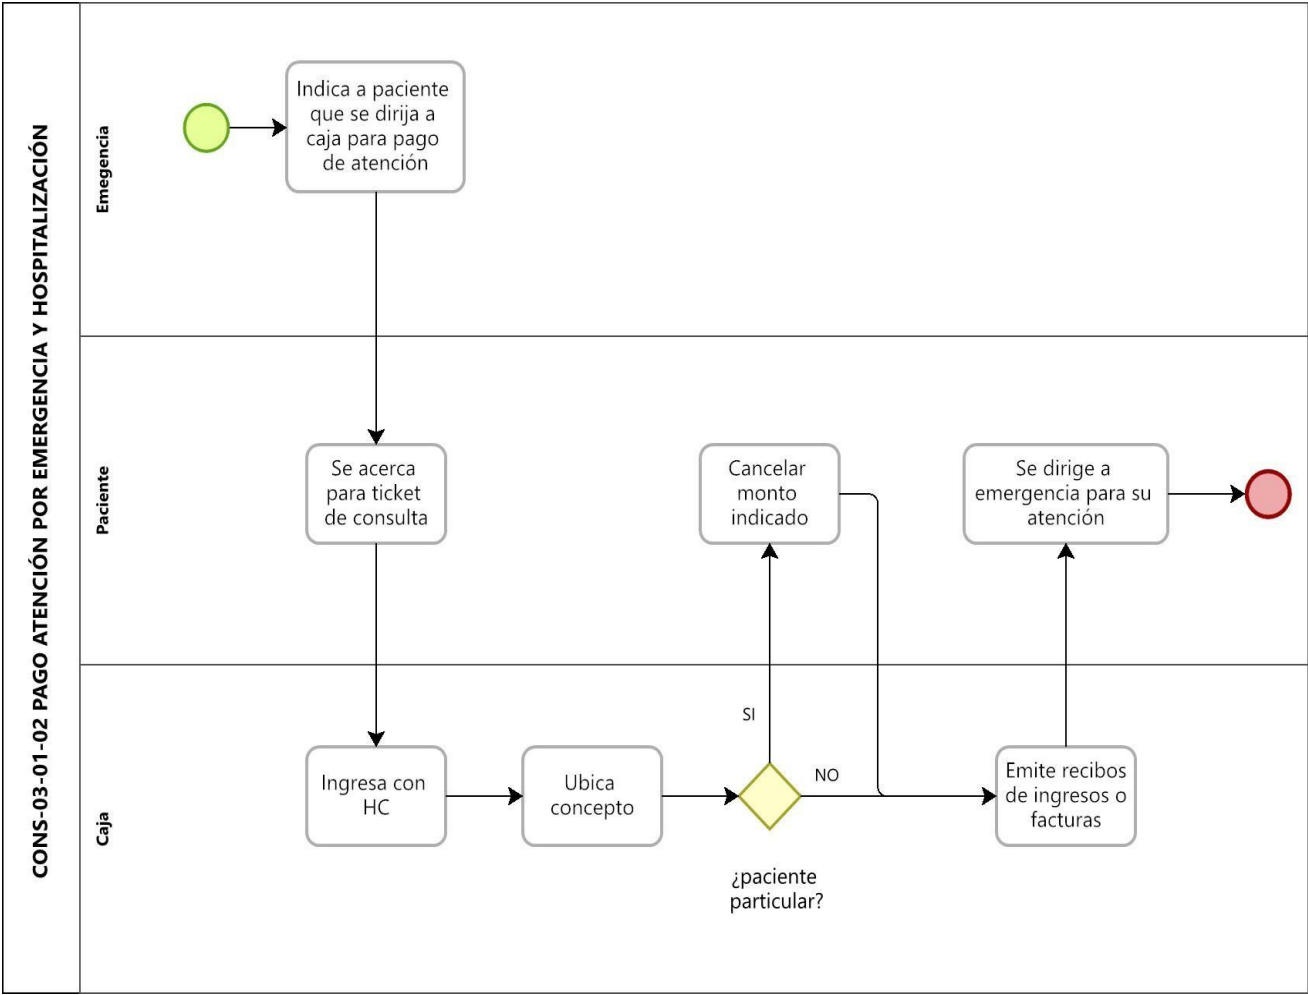 CONS-03-01-02 PAGO ATENCIÓN POR EMERGENCIA Y HOSPITALIZACIÓN
Emegencia
Indica a paciente
que se dirija a
caja para pago
de atención
Paciente
Se acerca
para ticket
de consulta
Cancelar
monto
indicado
Se dirige a
emergencia para su
atención
Caja
Ingresa con
HC
Ubica
concepto
SI
NO
¿paciente
particular?
Emite recibos
de ingresos o
facturas